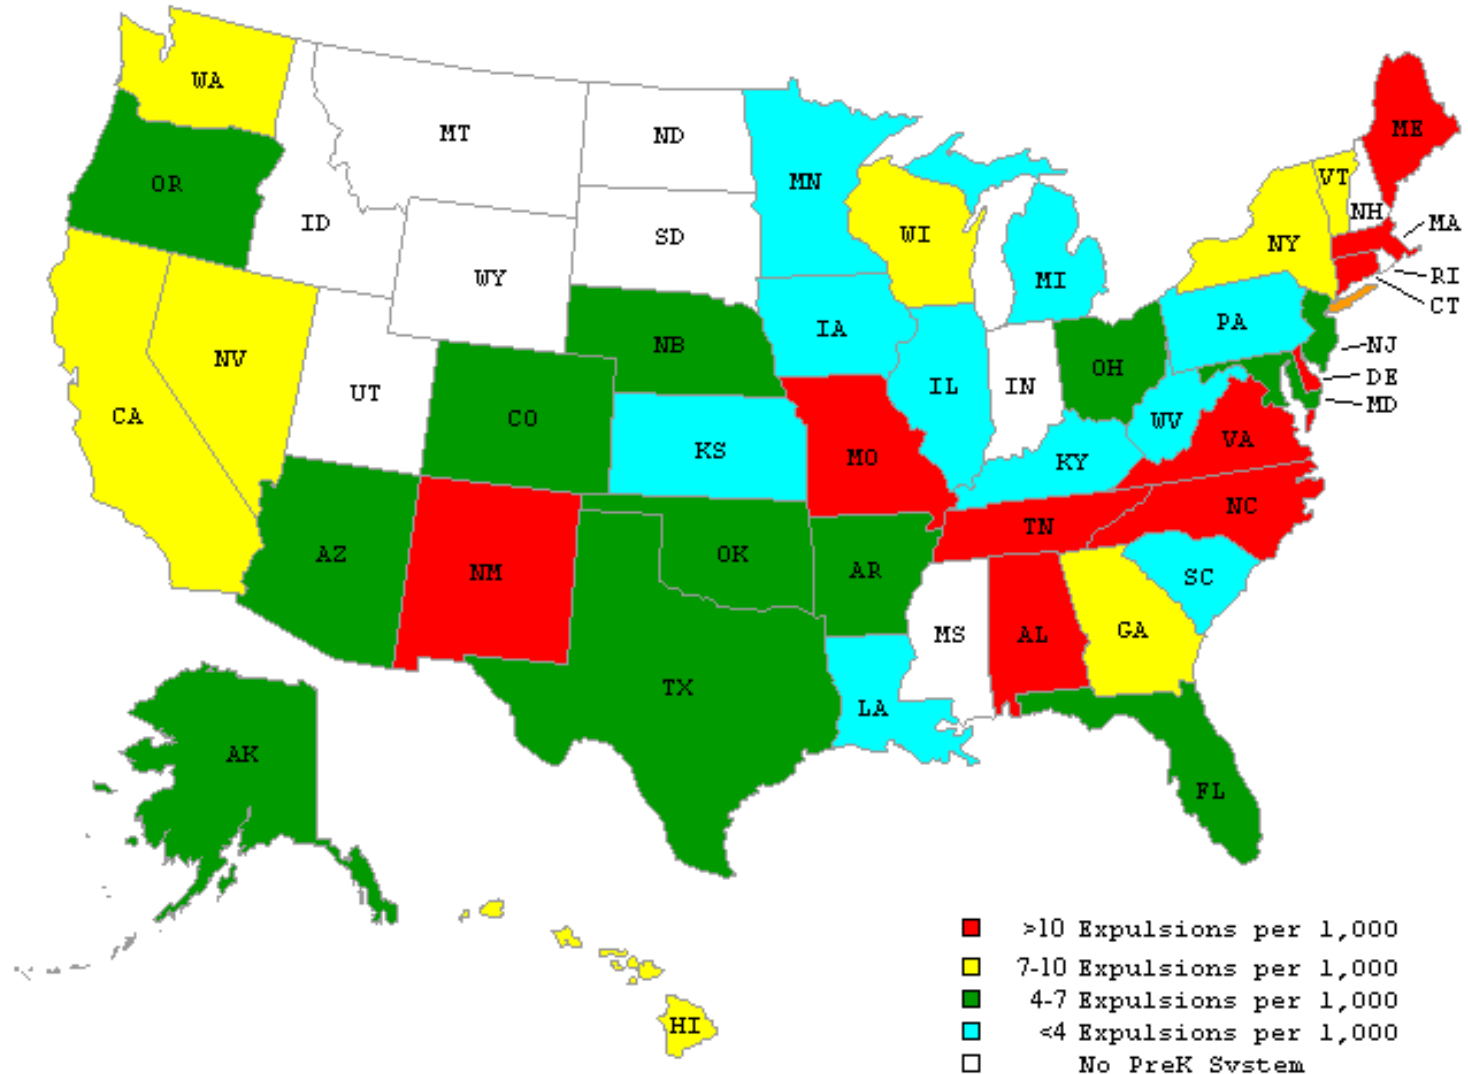 WA
MT
ND
ME
OR
MN
VT
ID
SD
WI
NH
MA
NY
WY
MI
RI
CT
IA
PA
NV
NB
NJ
UT
IL
IN
OH
DE
CA
CO
MD
KS
WV
VA
MO
KY
NC
TN
AZ
OK
NM
AR
SC
MS
AL
GA
TX
LA
AK
FL
HI
>10 Expulsions per 1,000
7-10 Expulsions per 1,000
4-7 Expulsions per 1,000
<4 Expulsions per 1,000
No PreK System